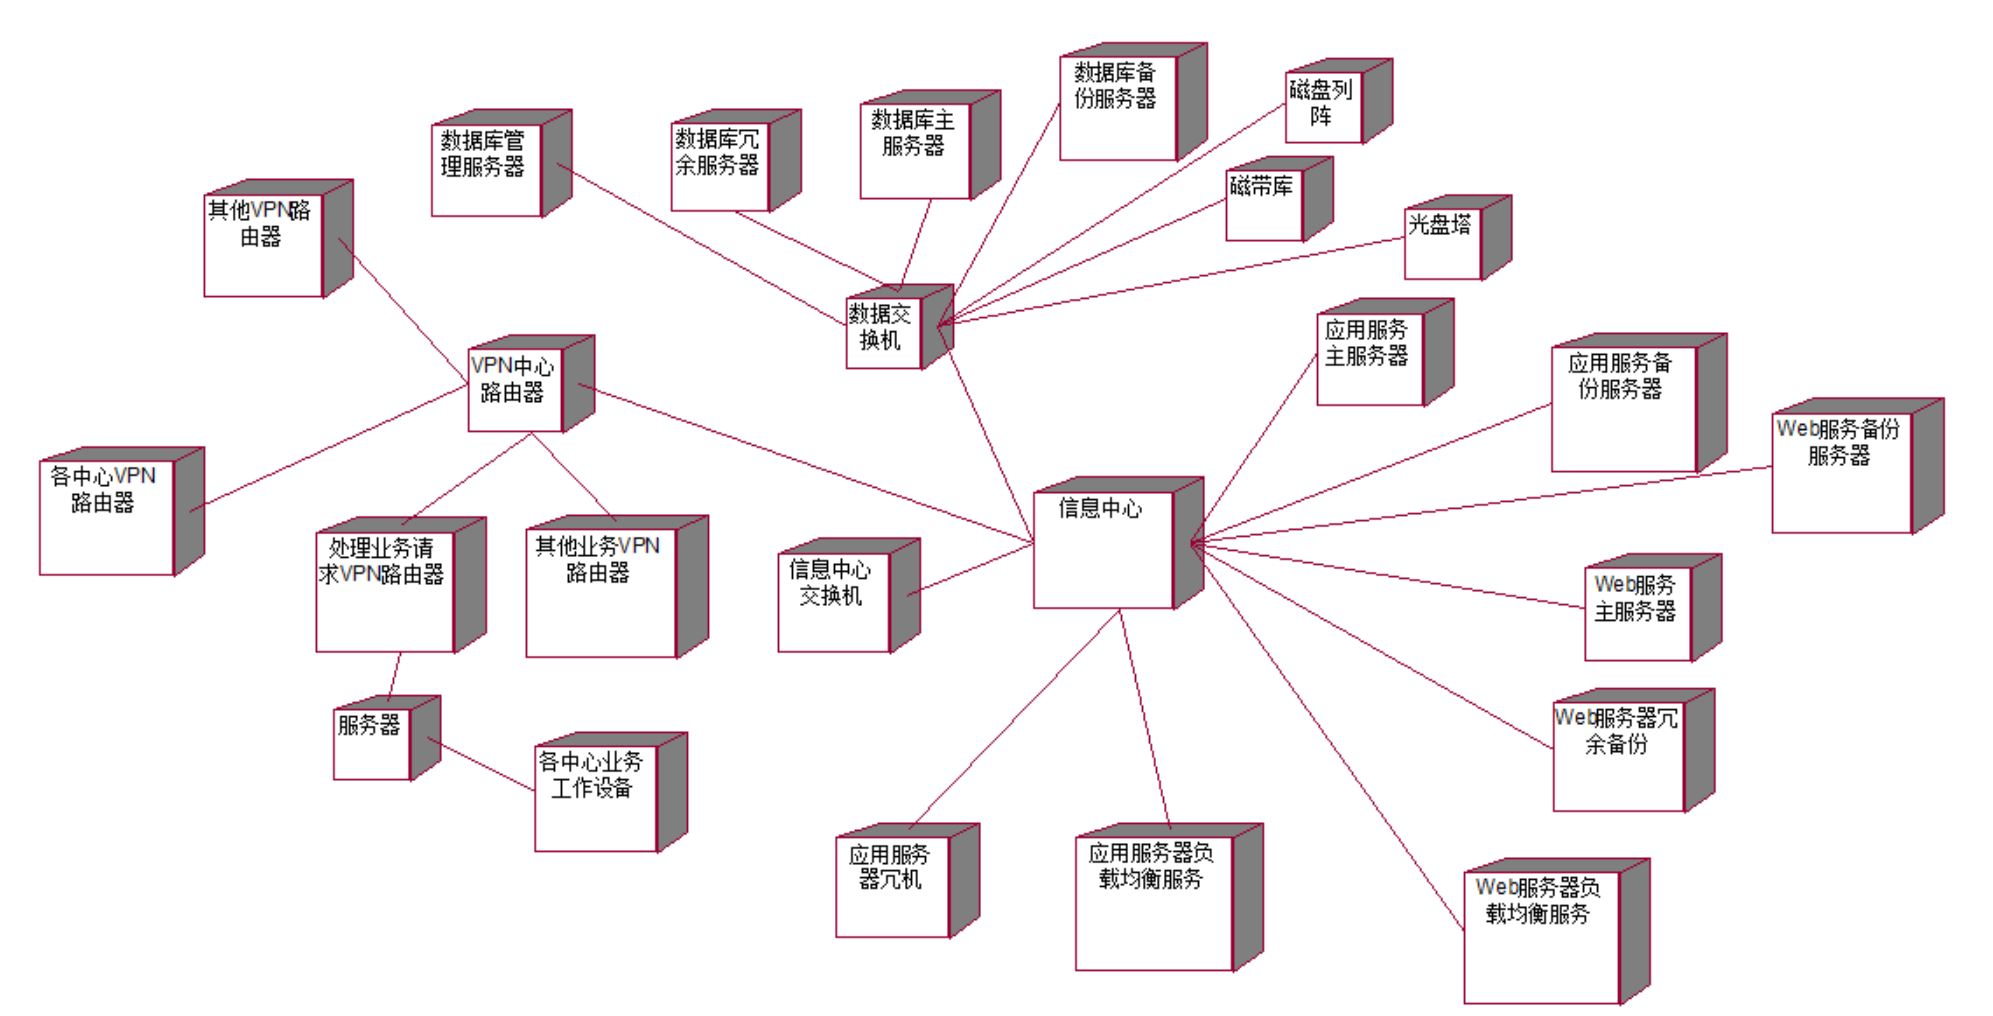 数据库备
份服务器
磁盘列
阵
数据库主
服务器
数据库冗
余服务器
数据库管
理服务器
磁带库
其他VPN路
由器
光盘塔
数据交
换机
应用服务
主服务器
VPN中心
路由器
应用服务备
份服务器
Web服务备份
服务器
各中心VPN
路由器
信息中心
处理业务请
求VPN路由器
其他业务VPN
路由器
信息中心
交换机
Web服务
主服务器
服务器
Web服务器冗
余备份
各中心业务
工作设备
应用服务
器冗机
应用服务器负
载均衡服务
Web服务器负
载均衡服务